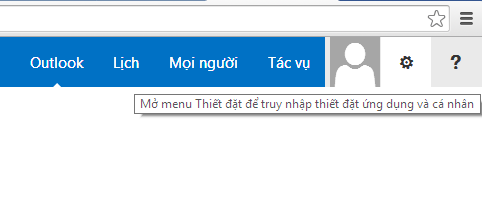 Outlook Lịch Mọi người Tác vụ ?
Mở menu Thiết đặt để truy nhập thiết đặt ứng dụng và cá nhân